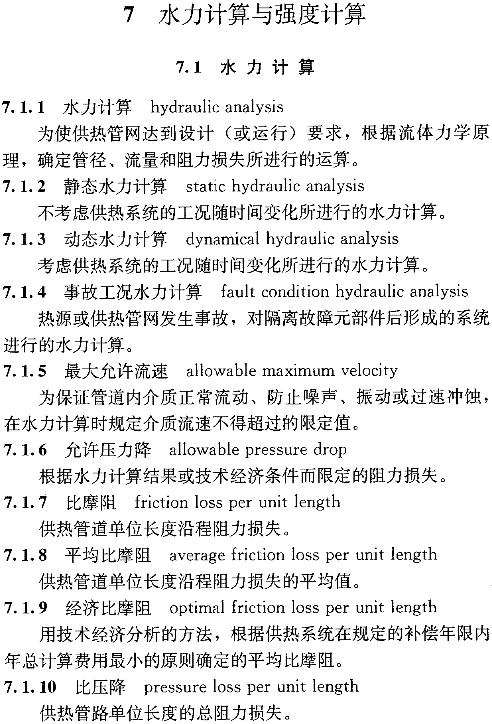 7 水力计算与强度计算
7.1 水力计算
7.1.1 水力计算 hydraulic analysis
为使供热管网达到设计（或运行）要求，根据流体力学原
理，确定管径、流量和阻力损失所进行的运算。
7.1.2 静态水力计算 static hydraulic analysis
不考虑供热系统的工况随时间变化所进行的水力计算。
7.1.3 动态水力计算 dynamical hydraulic analysis
考虑供热系统的工况随时间变化所进行的水力计算。
7.1.4 事故工况水力计算 fault condition hydraulic analysis
热源或供热管网发生事故，对隔离故障元部件后形成的系统
进行的水力计算。
7.1.5 最大允许流速 allowable maximum velocity
为保证管道内介质正常流动、防止噪声、振动或过速冲蚀，
在水力计算时规定介质流速不得超过的限定值。
7.1.6 允许压力降 allowable pressure drop
根据水力计算结果或技术经济条件而限定的阻力损失。
7.1.7 比摩阻 friction loss per unit length
供热管道单位长度沿程阻力损失。
7.1.8 平均比摩阻 average friction loss per unit length
供热管道单位长度沿程阻力损失的平均值。
7.1.9 经济比摩阻 optimal friction loss per unit length
用技术经济分析的方法，根据供热系统在规定的补偿年限内
年总计算费用最小的原则确定的平均比摩阻。
7.1.10 比压降 pressure loss per unit length
供热管路单位长度的总阻力损失。